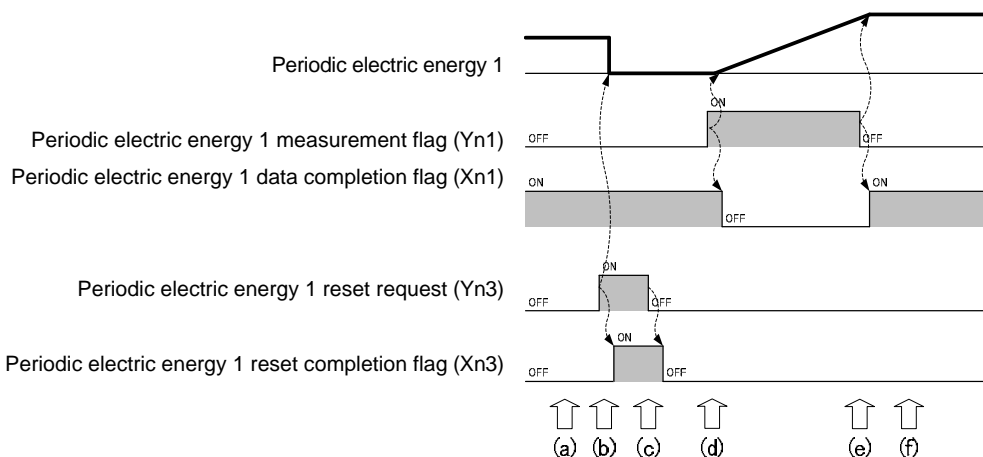 Periodic electric energy 1
ON
Periodic electric energy 1 measurement flag (Yn1)
OFF
OFF
Periodic electric energy 1 data completion flag (Xn1)
ON
ON
OFF
ON
Periodic electric energy 1 reset request (Yn3)
OFF
OFF
ON
Periodic electric energy 1 reset completion flag (Xn3)
OFF
OFF
(a) (b) (c) (d) (e) (f)